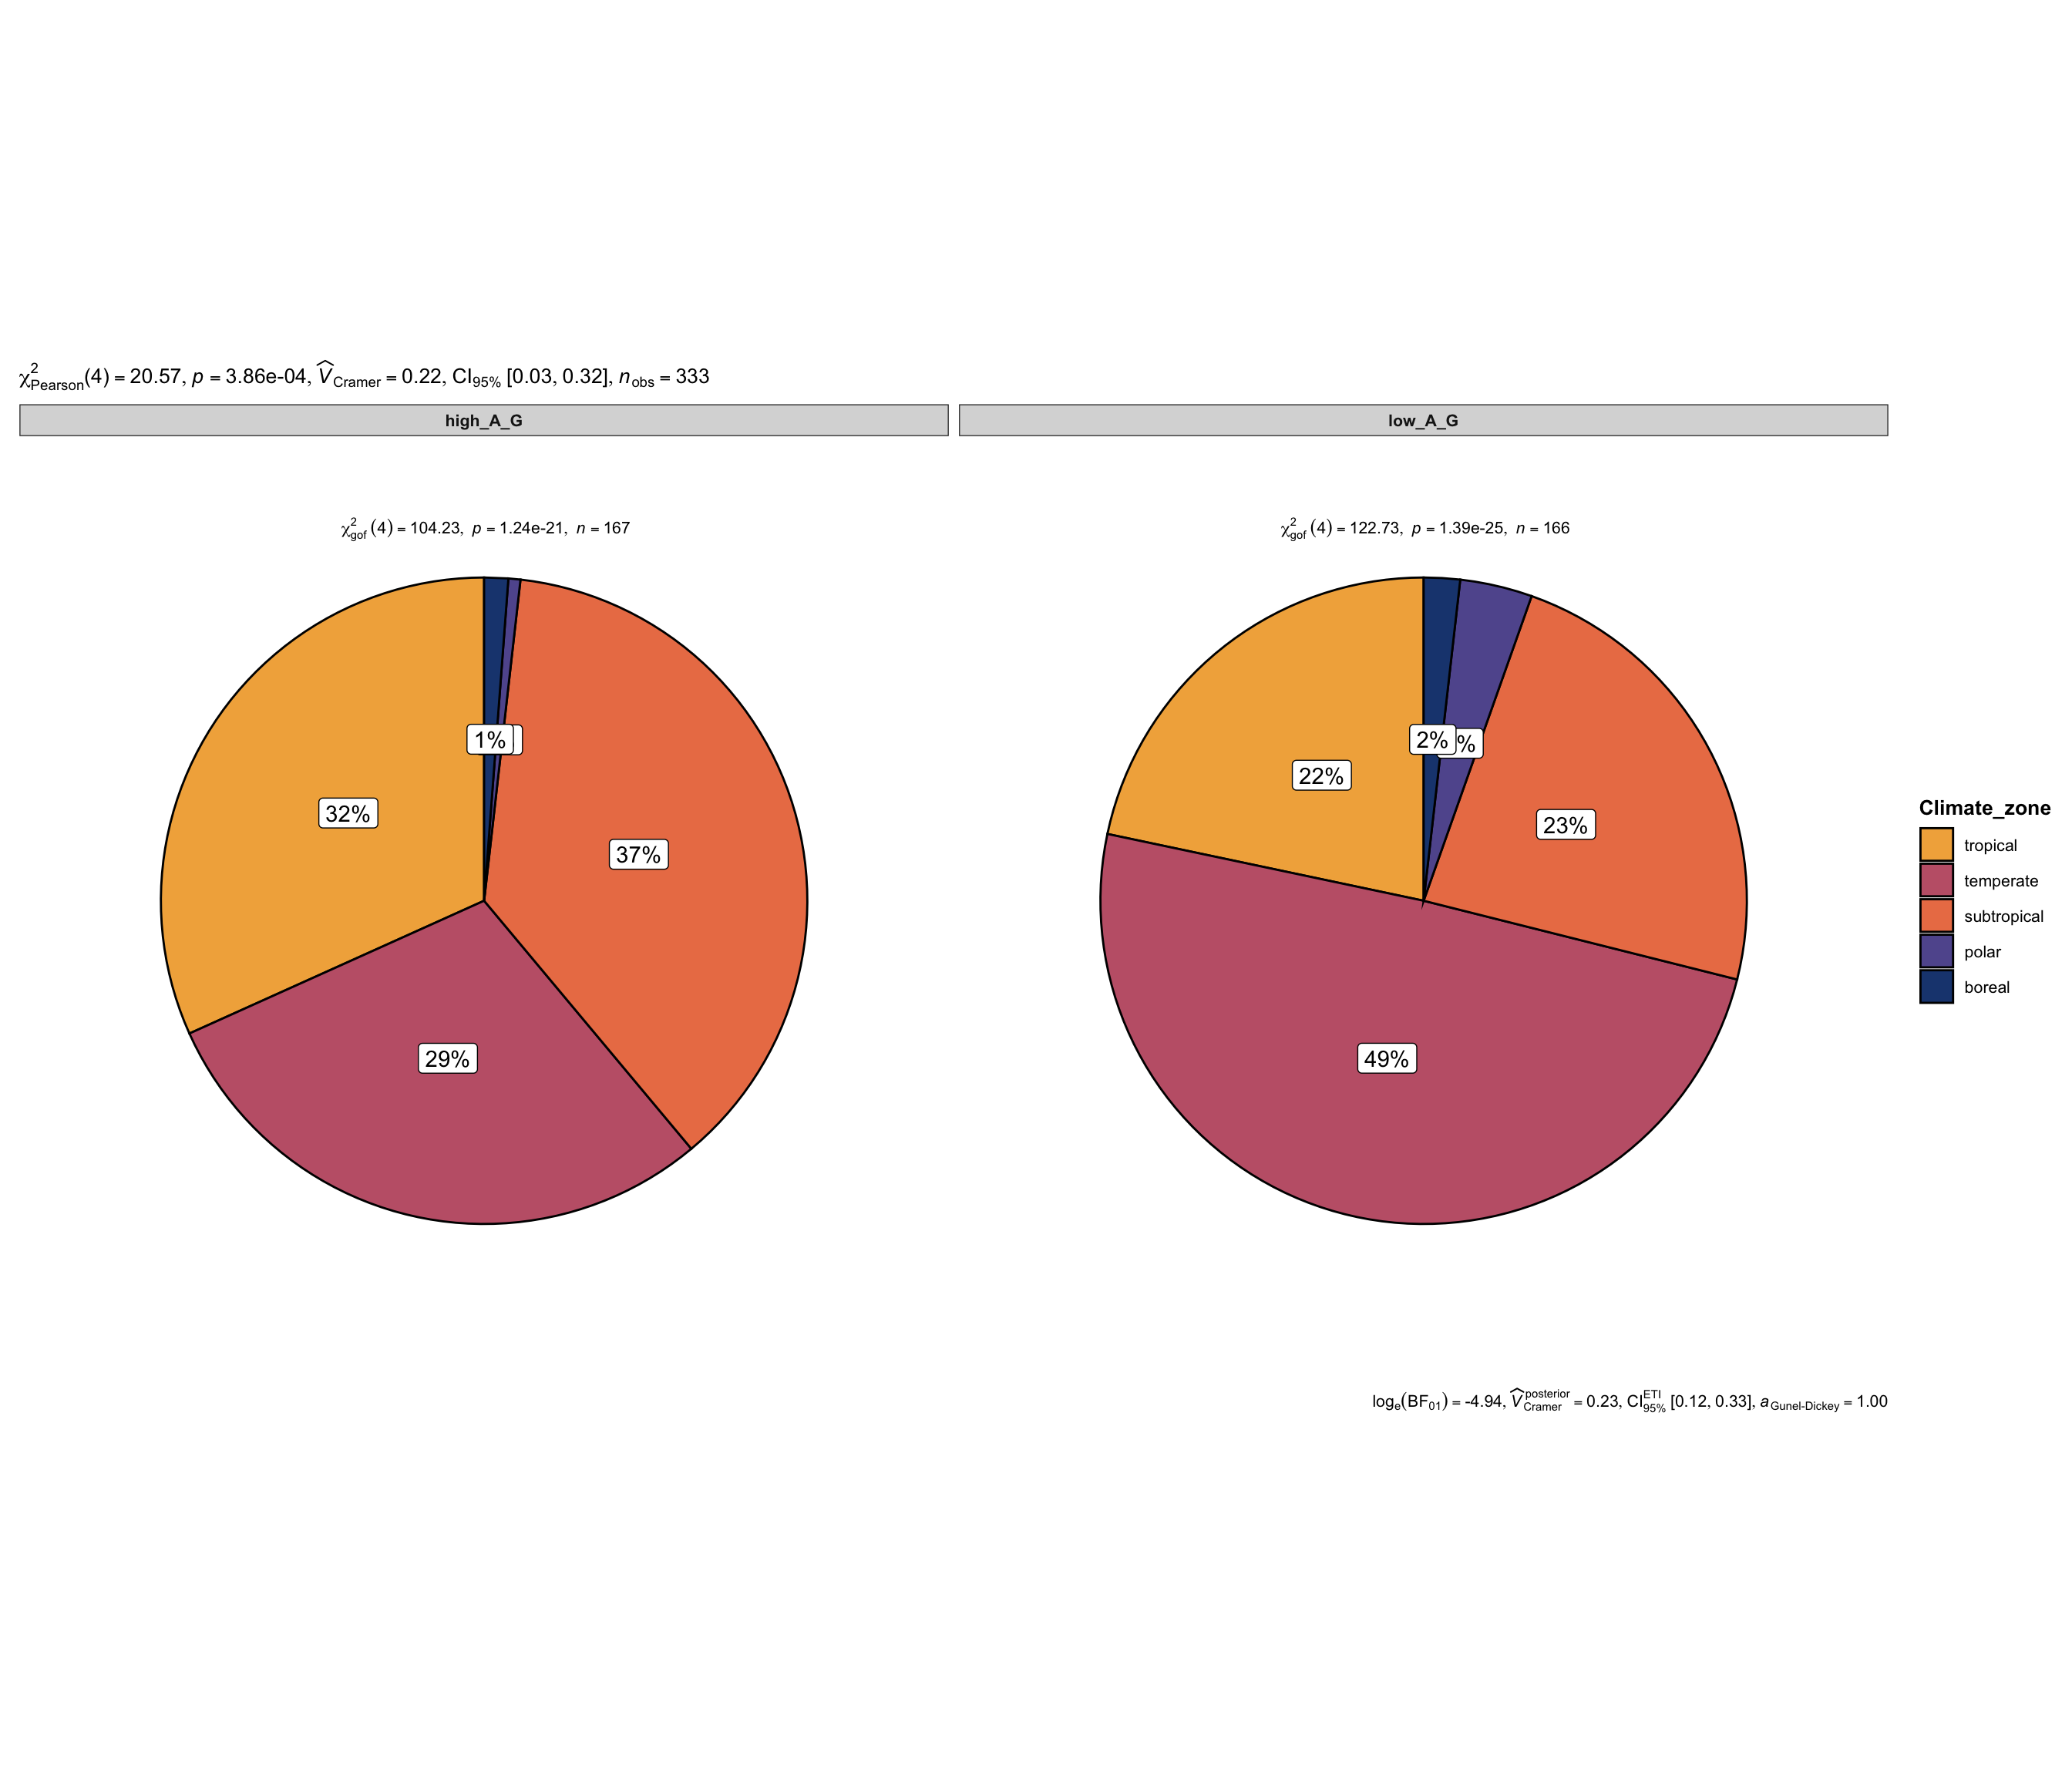 χ²Pearson(4) = 20.57, p = 3.86e-04, V̂Cramer = 0.22, CI95% [0.03, 0.32], nobs = 333
high_A_G
low_A_G
χ²gof (4) = 104.23, p = 1.24e-21, n = 167
χ²gof (4) = 122.73, p = 1.39e-25, n = 166
1%
32%
37%
29%
2%
%
22%
23%
49%
Climate_zone
tropical
temperate
subtropical
polar
boreal
loge(BF01) = -4.94, V̂posteriorCramer = 0.23, CIETI95% [0.12, 0.33], aGunel-Dickey = 1.00